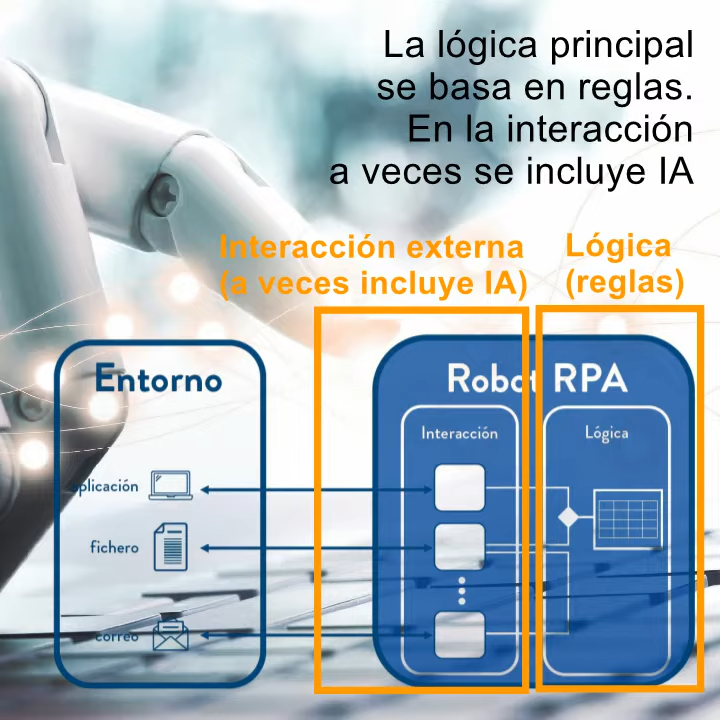 La lógica principal
se basa en reglas.
En la interacción
a veces se incluye IA
Interacción externa
(a veces incluye IA)
Lógica
(reglas)
Entorno
aplicación
fichero
correo
Robot RPA
Interacción
Lógica